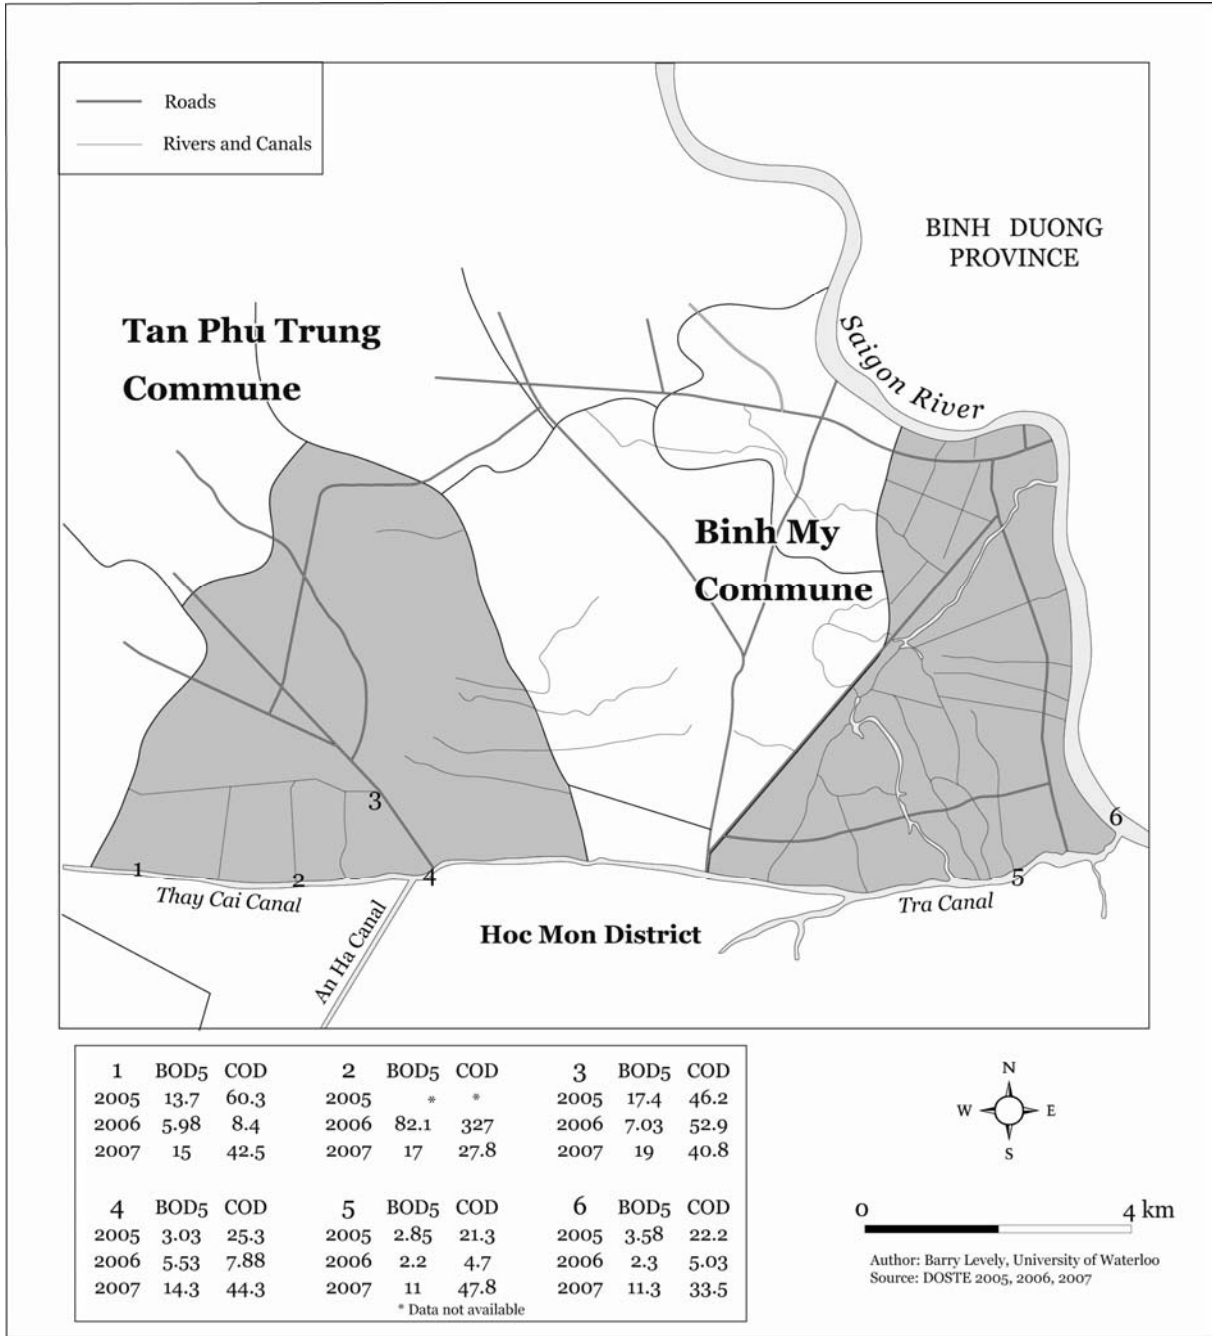 Roads
Rivers and Canals
BINH DUONG
PROVINCE
Tan Phu Trung
Commune
Saigon River
Binh My
Commune
3
6
1
2
4
5
Thay Cai Canal
Tra Canal
An Ha Canal
Hoc Mon District
1 BOD5 COD 2 BOD5 COD 3 BOD5 COD
2005 13.7 60.3 2005 * * 2005 17.4 46.2
2006 5.98 8.4 2006 82.1 327 2006 7.03 52.9
2007 15 42.5 2007 17 27.8 2007 19 40.8
4 BOD5 COD 5 BOD5 COD 6 BOD5 COD
2005 3.03 25.3 2005 2.85 21.3 2005 3.58 22.2
2006 5.53 7.88 2006 2.2 4.7 2006 2.3 5.03
2007 14.3 44.3 2007 11 47.8 2007 11.3 33.5
* Data not available
N
W E
S
0 4 km
Author: Barry Levely, University of Waterloo
Source: DOSTE 2005, 2006, 2007